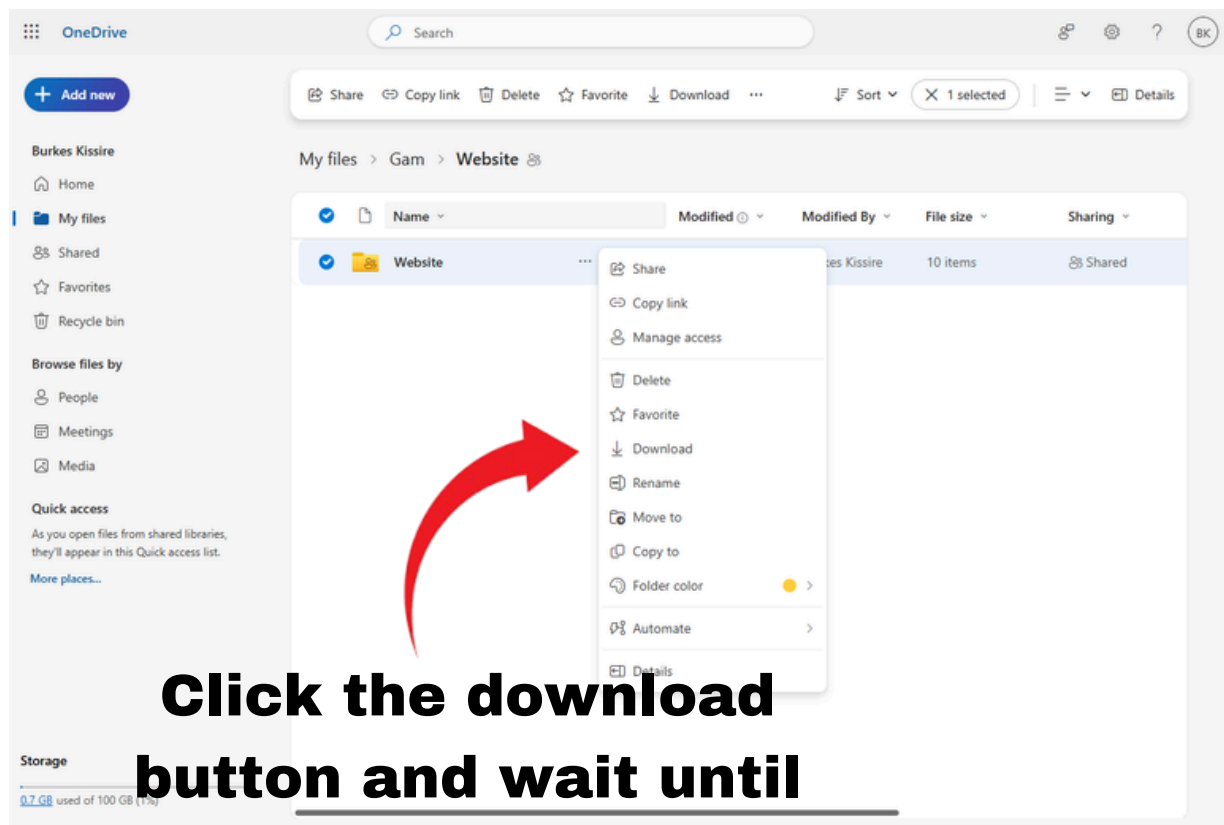 OneDrive
Search
BK
Add new
Share Copy link Delete Favorite Download ... Sort 1 selected Details
Burkes Kissire
Home
My files
Shared
Favorites
Recycle bin
Browse files by
People
Meetings
Media
Quick access
As you open files from shared libraries,
they'll appear in this Quick access list.
More places...
Storage
0.7 GB used of 100 GB (1%)
My files > Gam > Website
Name Modified Modified By File size Sharing
Website ... Kissire 10 items Shared
Share
Copy link
Manage access
Delete
Favorite
Download
Rename
Move to
Copy to
Folder color
Automate
Details
Click the download
button and wait until